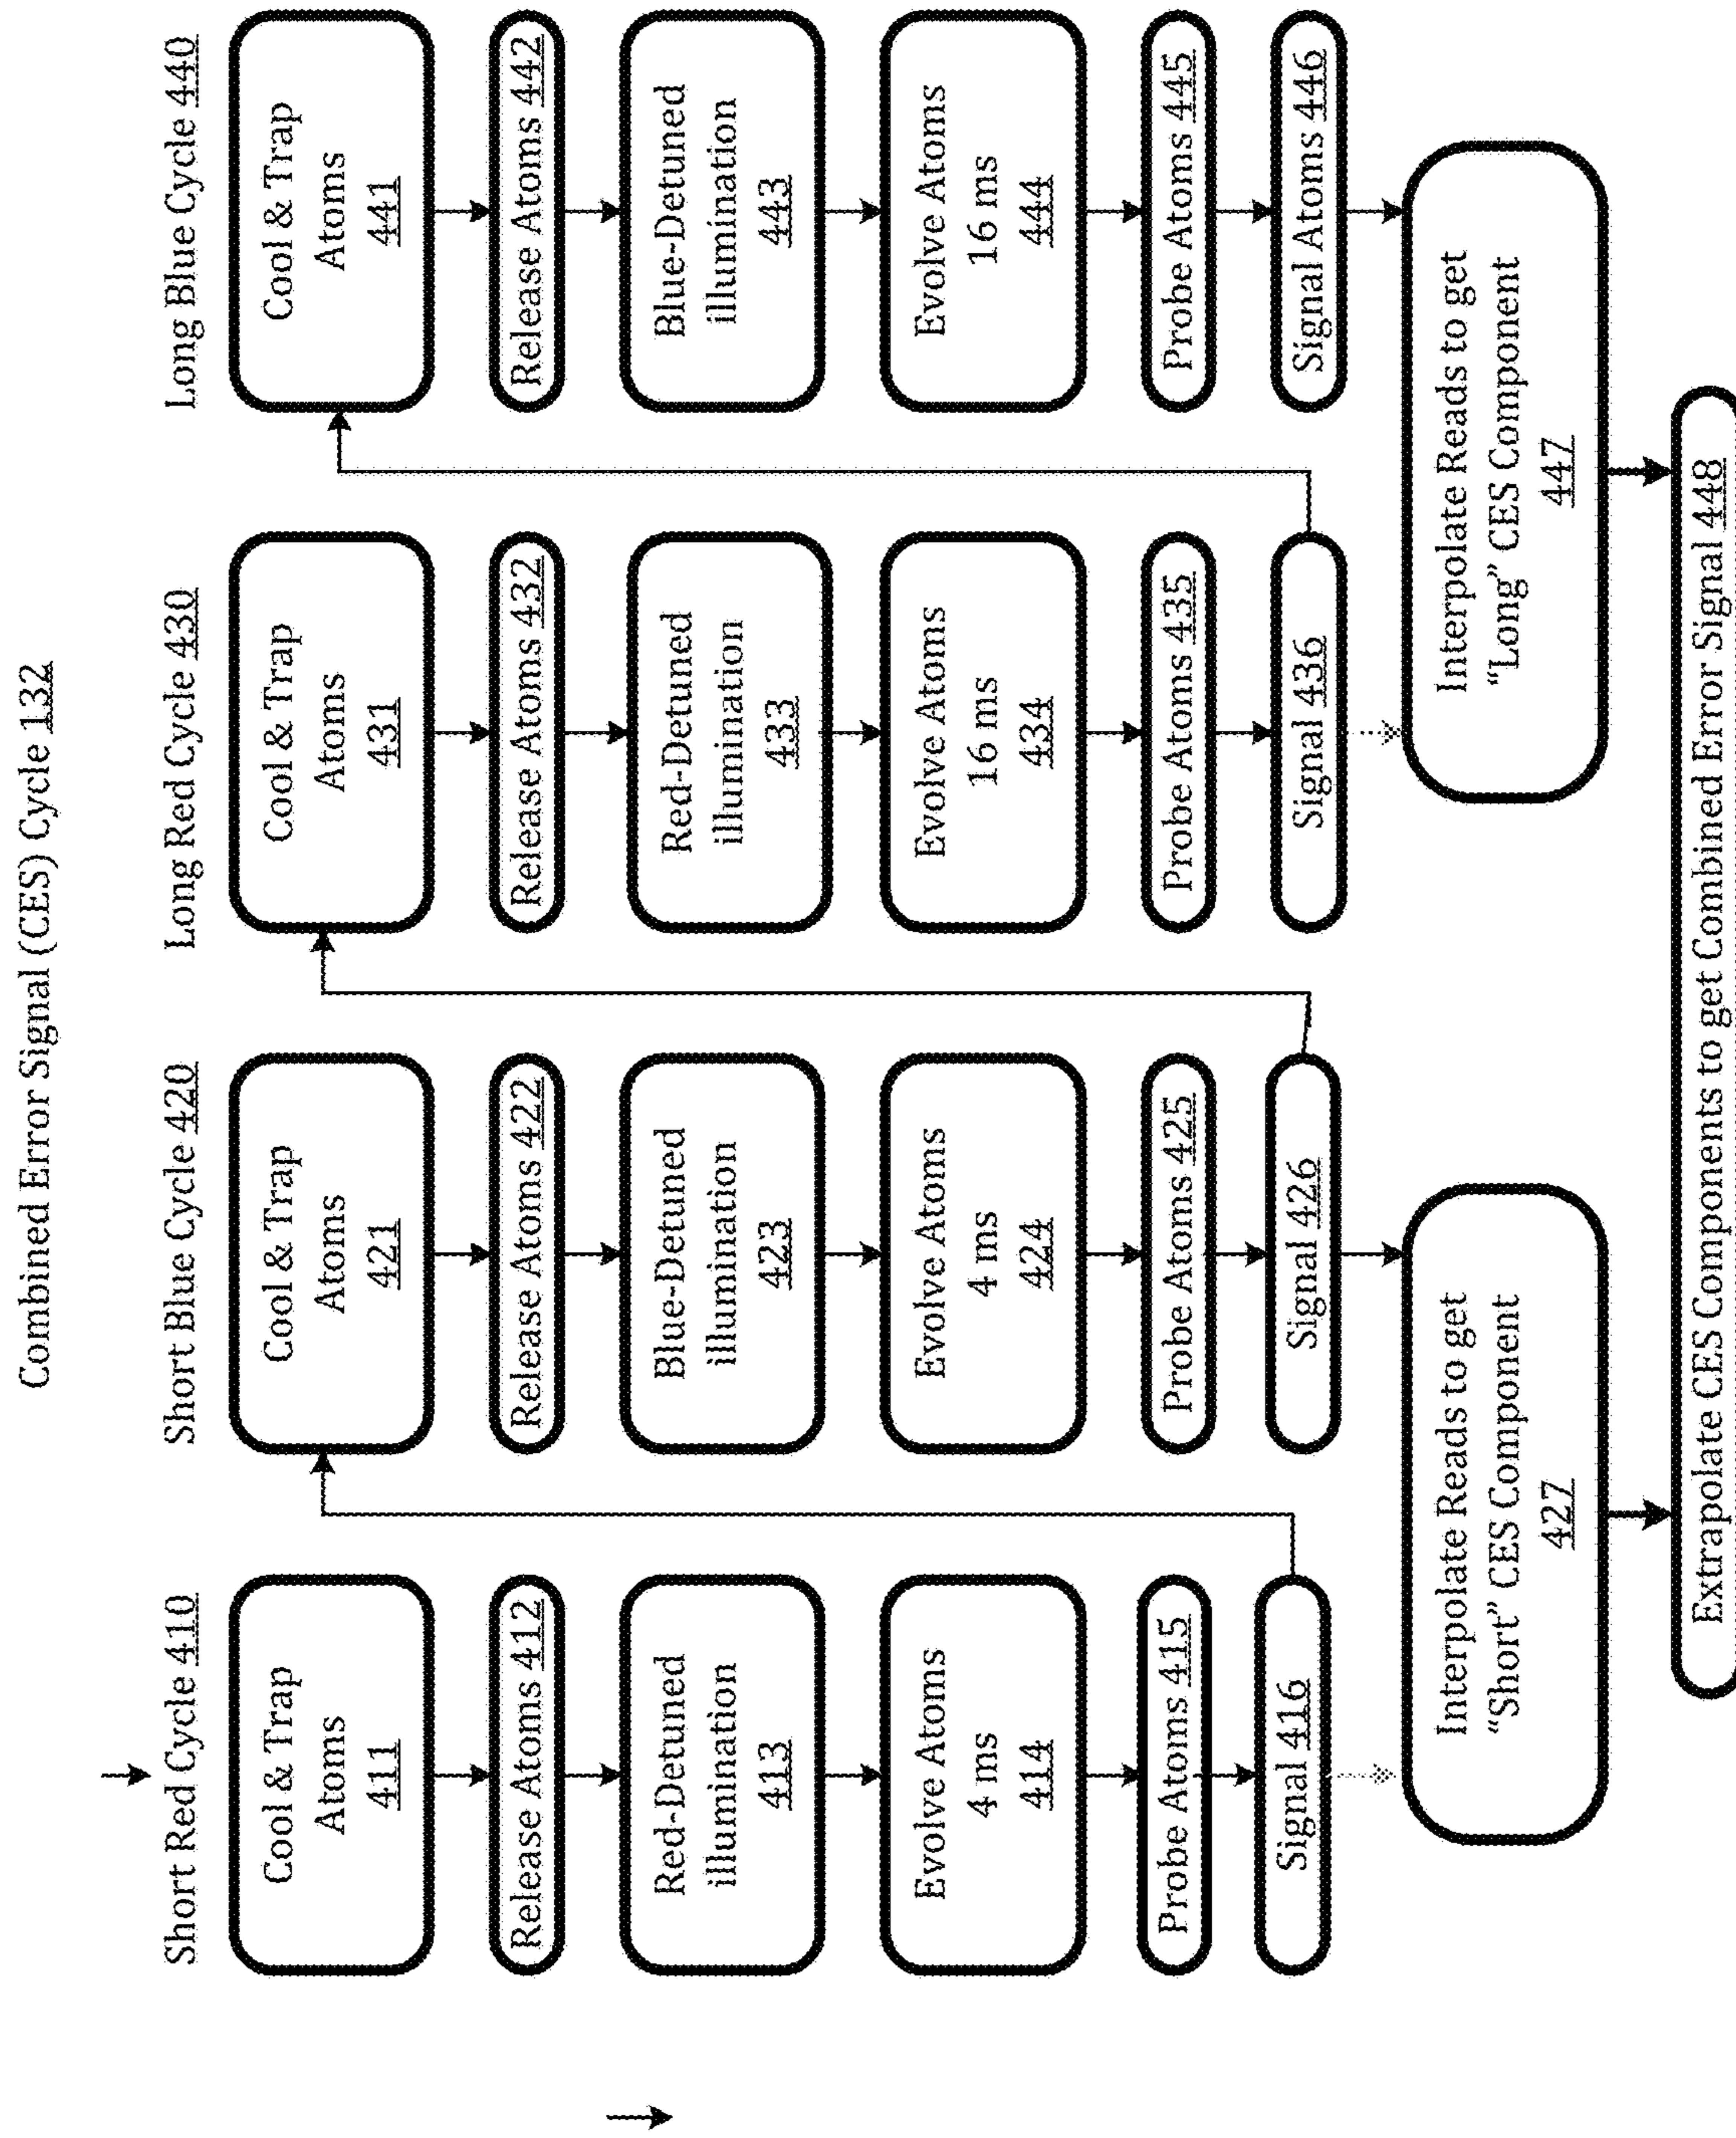 Combined Error Signal (CES) Cycle 132
Short Red Cycle 410
Cool & Trap
Atoms
411
Release Atoms 412
Red-Detuned
illumination
413
Evolve Atoms
4 ms
414
Probe Atoms 415
Signal 416
Short Blue Cycle 420
Cool & Trap
Atoms
421
Release Atoms 422
Blue-Detuned
illumination
423
Evolve Atoms
4 ms
424
Probe Atoms 425
Signal 426
Interpolate Reads to get
“Short” CES Component
427
Long Red Cycle 430
Cool & Trap
Atoms
431
Release Atoms 432
Red-Detuned
illumination
433
Evolve Atoms
16 ms
434
Probe Atoms 435
Signal 436
Long Blue Cycle 440
Cool & Trap
Atoms
441
Release Atoms 442
Blue-Detuned
illumination
443
Evolve Atoms
16 ms
444
Probe Atoms 445
Signal Atoms 446
Interpolate Reads to get
“Long” CES Component
447
Extrapolate CES Components to get Combined Error Signal 448